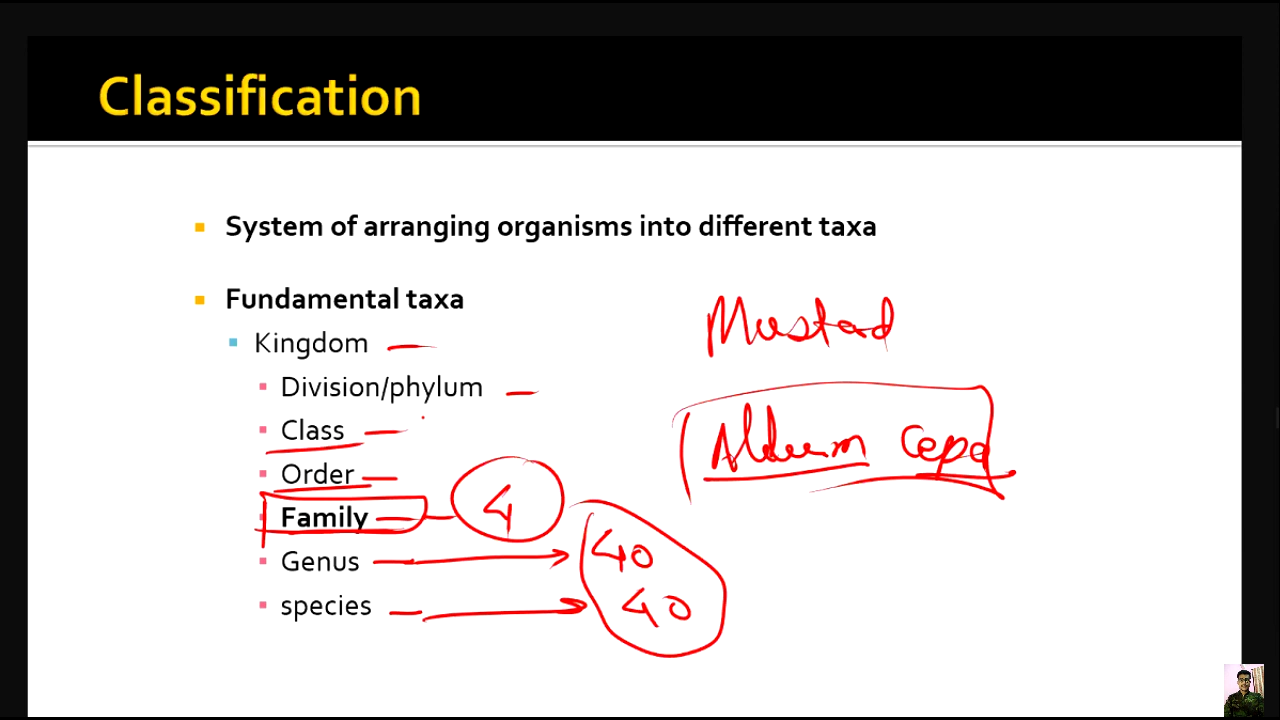 Classification
System of arranging organisms into different taxa
Fundamental taxa
Kingdom
Division/phylum
Class
Order
Family
Genus
species
Mustad
Allium cepa
4
40
40